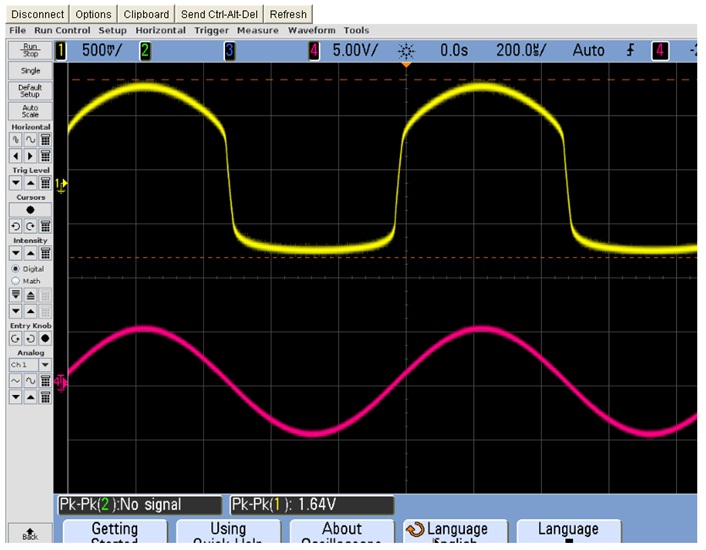 Disconnect Options Clipboard Send Ctrl-Alt-Del Refresh
File Run Control Setup Horizontal Trigger Measure Waveform Tools
Run
Stop
1 500mV/ 2 3 4 5.00V/ 0.0s 200.0us/ Auto 4
Single
Default
Setup
Auto
Scale
Horizontal
Trig Level
1
Cursors
Intensity
Digital
Math
Entry Knob
Analog
Ch 1
4
Pk-Pk(2):No signal Pk-Pk(1): 1.64V
Back
Getting Using About Language Language
Started Quick Help Oscilloscope English